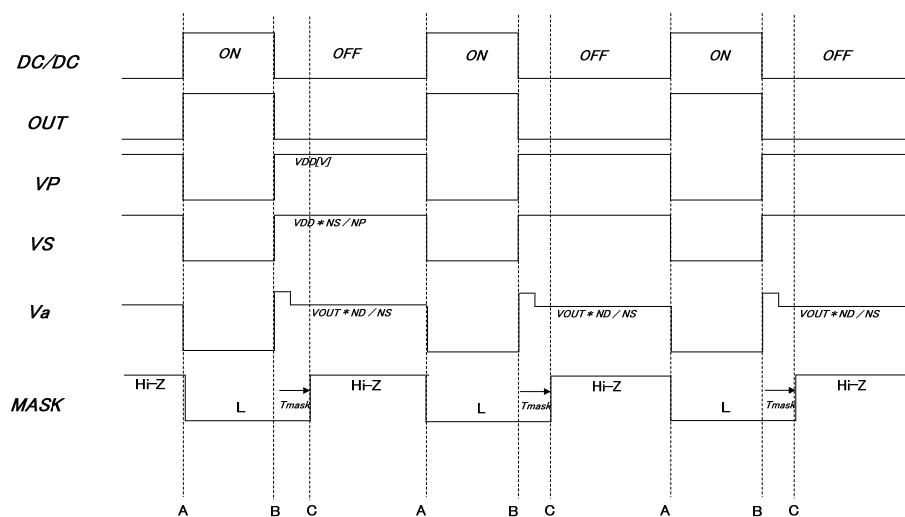 DC/DC ON OFF ON OFF ON OFF
OUT
VP VDD[V]
VS VDD*NS/NP
Va VOUT*ND/NS VOUT*ND/NS VOUT*ND/NS
Hi-Z Hi-Z Hi-Z Hi-Z
MASK L Tmask L Tmask L Tmask
A B C A B C A B C